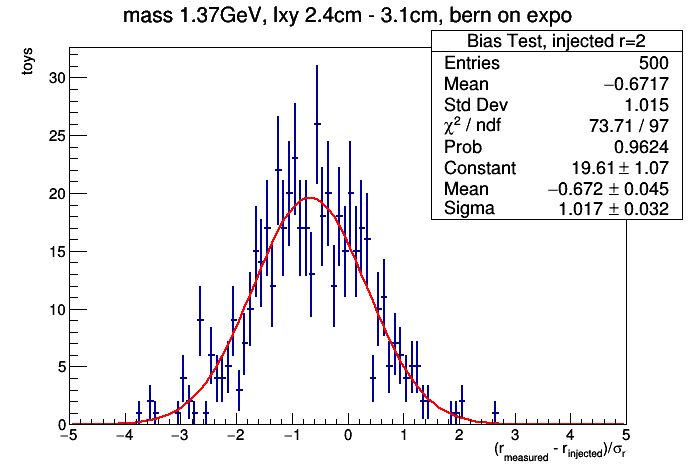 mass 1.37GeV, lxy 2.4cm - 3.1cm, bern on expo
Bias Test, injected r=2
Entries 500
Mean −0.6717
Std Dev 1.015
χ² / ndf 73.71 / 97
Prob 0.9624
Constant 19.61 ± 1.07
Mean −0.672 ± 0.045
Sigma 1.017 ± 0.032
toys
30
25
20
15
10
5
0
−5 −4 −3 −2 −1 0 1 2 3 4 5
(r_measured - r_injected)/σ_r